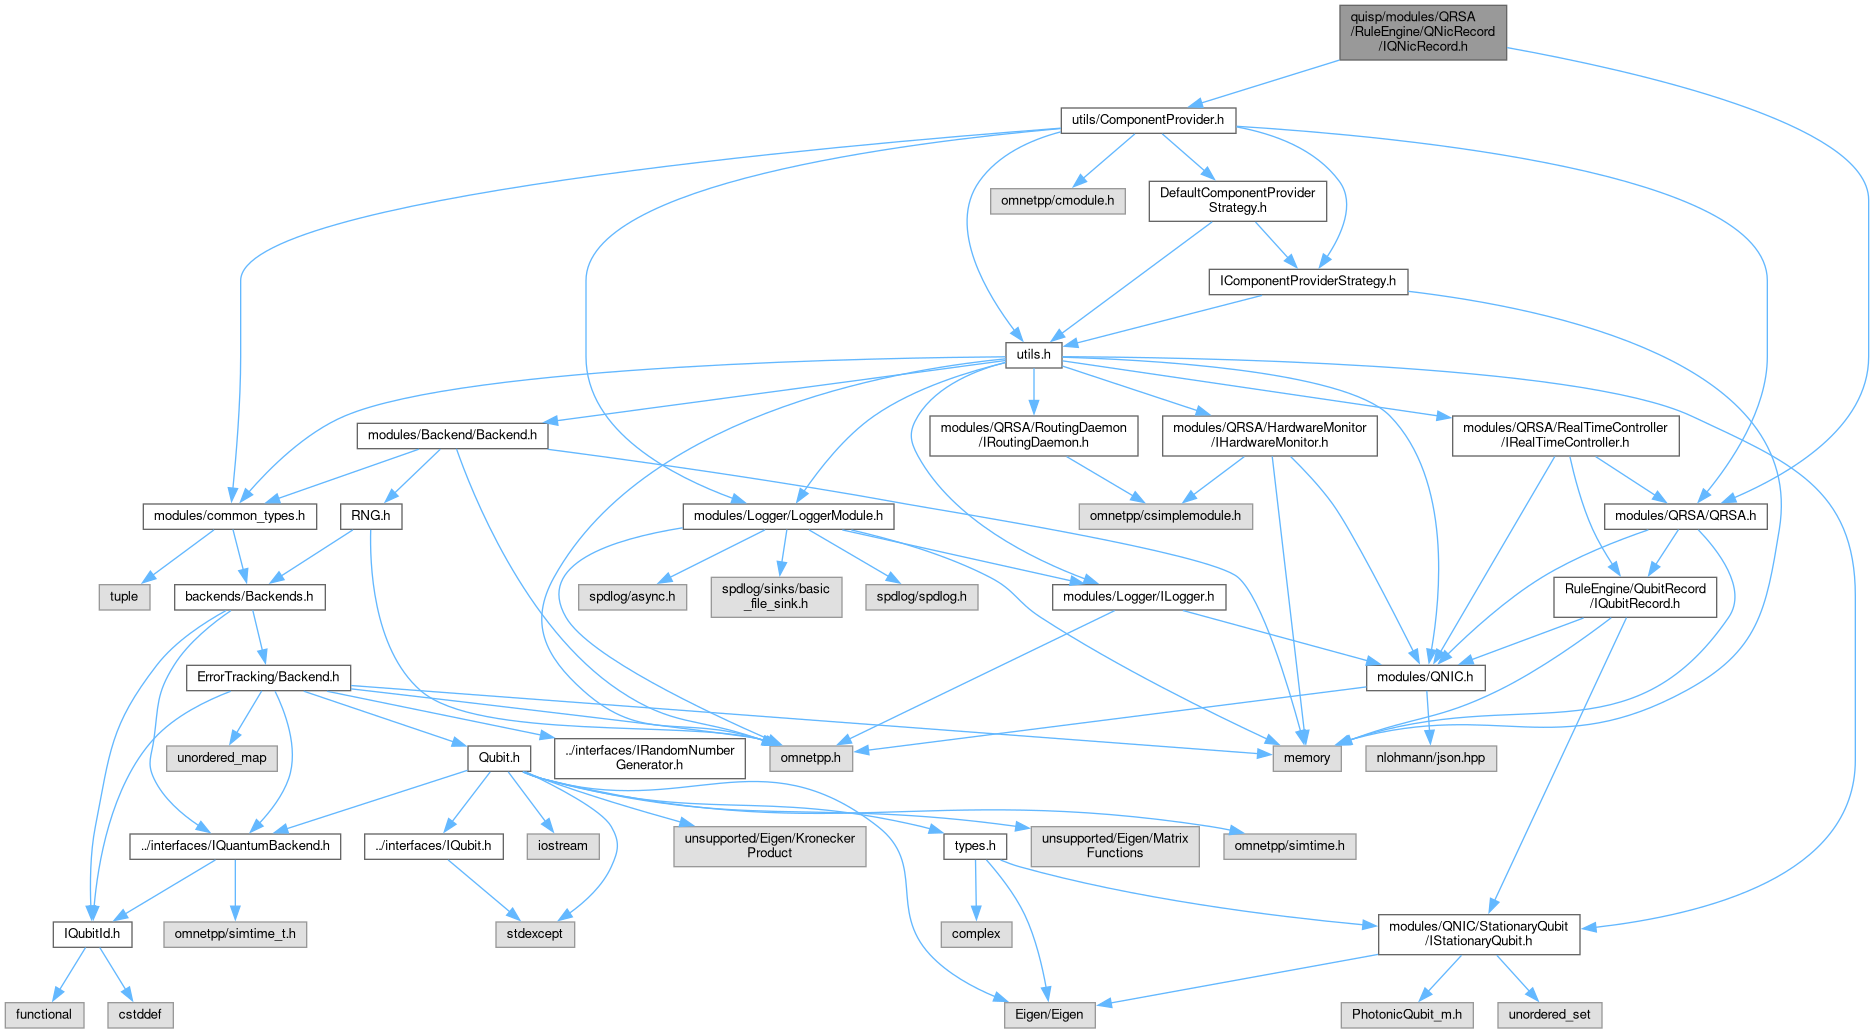 quisp/modules/QRSA
/RuleEngine/QNicRecord
/IQNicRecord.h
utils/ComponentProvider.h
omnetpp/cmodule.h
DefaultComponentProvider
Strategy.h
IComponentProviderStrategy.h
utils.h
modules/Backend/Backend.h
modules/QRSA/RoutingDaemon
/IRoutingDaemon.h
modules/QRSA/HardwareMonitor
/IHardwareMonitor.h
modules/QRSA/RealTimeController
/IRealTimeController.h
modules/common_types.h
RNG.h
modules/Logger/LoggerModule.h
omnetpp/csimplemodule.h
modules/QRSA/QRSA.h
tuple
backends/Backends.h
spdlog/async.h
spdlog/sinks/basic
_file_sink.h
spdlog/spdlog.h
modules/Logger/ILogger.h
RuleEngine/QubitRecord
/IQubitRecord.h
ErrorTracking/Backend.h
modules/QNIC.h
unordered_map
Qubit.h
../interfaces/IRandomNumber
Generator.h
omnetpp.h
memory
nlohmann/json.hpp
../interfaces/IQuantumBackend.h
../interfaces/IQubit.h
iostream
unsupported/Eigen/Kronecker
Product
types.h
unsupported/Eigen/Matrix
Functions
omnetpp/simtime.h
IQubitId.h
omnetpp/simtime_t.h
stdexcept
complex
modules/QNIC/StationaryQubit
/IStationaryQubit.h
functional
cstddef
Eigen/Eigen
PhotonicQubit_m.h
unordered_set